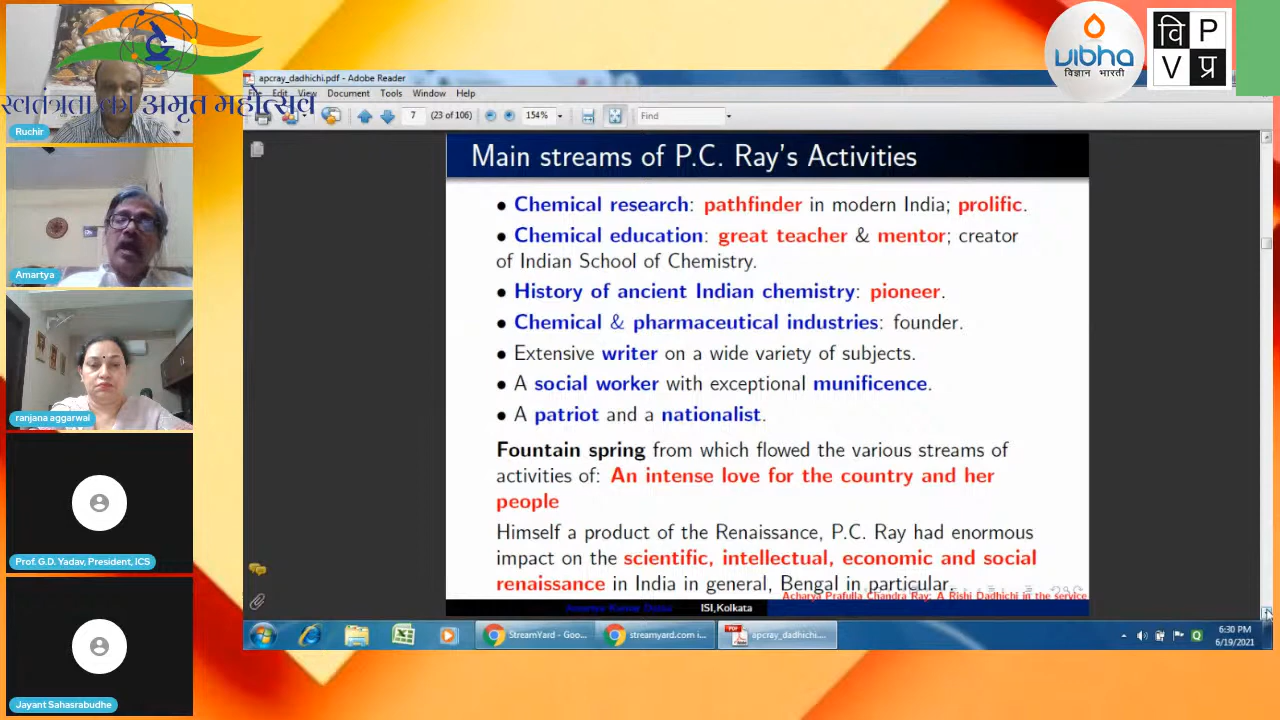 स्वतंत्रता का अमृत महोत्सव
Ruchir
Amartya
ranjana aggarwal
Prof. G.D. Yadav, President, ICS
Jayant Sahasrabudhe
apcray_dadhichi.pdf - Adobe Reader
Edit View Document Tools Window Help
7 (23 of 106) 154% Find
Main streams of P.C. Ray's Activities
• Chemical research: pathfinder in modern India; prolific.
• Chemical education: great teacher & mentor; creator
of Indian School of Chemistry.
• History of ancient Indian chemistry: pioneer.
• Chemical & pharmaceutical industries: founder.
• Extensive writer on a wide variety of subjects.
• A social worker with exceptional munificence.
• A patriot and a nationalist.
Fountain spring from which flowed the various streams of
activities of: An intense love for the country and her
people
Himself a product of the Renaissance, P.C. Ray had enormous
impact on the scientific, intellectual, economic and social
renaissance in India in general, Bengal in particular.
Acharya Prafulla Chandra Ray: A Rishi Dadhichi in the service
Amartya Kumar Dutta ISI,Kolkata
StreamYard - Goo...
streamyard.com i...
apcray_dadhichi....
6:30 PM
6/19/2021
vibha
विज्ञान भारती
वि P
V प्र